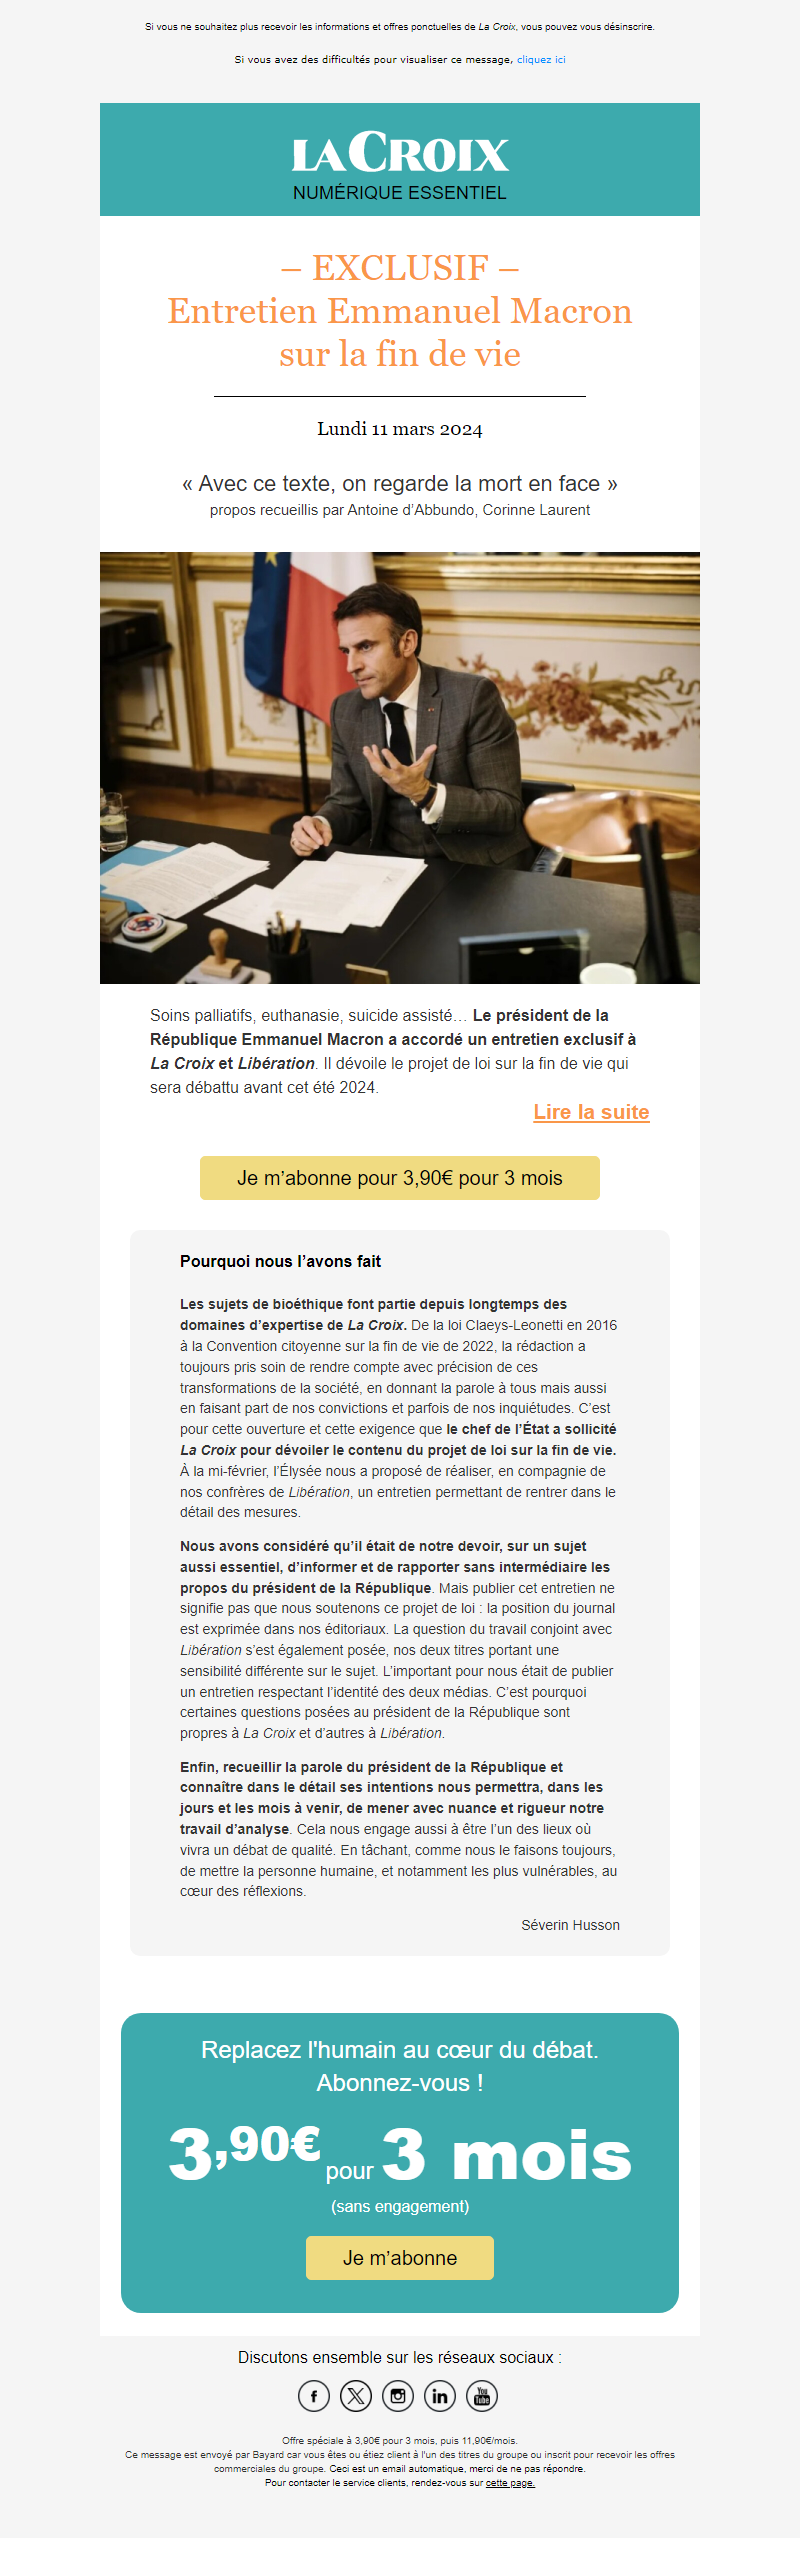 Si vous ne souhaitez plus recevoir les informations et offres ponctuelles de La Croix, vous pouvez vous désinscrire.
Si vous avez des difficultés pour visualiser ce message, cliquez ici
LA CROIX
NUMÉRIQUE ESSENTIEL
– EXCLUSIF –
Entretien Emmanuel Macron
sur la fin de vie
Lundi 11 mars 2024
« Avec ce texte, on regarde la mort en face »
propos recueillis par Antoine d’Abbundo, Corinne Laurent
Soins palliatifs, euthanasie, suicide assisté… Le président de la
République Emmanuel Macron a accordé un entretien exclusif à
La Croix et Libération. Il dévoile le projet de loi sur la fin de vie qui
sera débattu avant cet été 2024.
Lire la suite
Je m’abonne pour 3,90€ pour 3 mois
Pourquoi nous l’avons fait
Les sujets de bioéthique font partie depuis longtemps des
domaines d’expertise de La Croix. De la loi Claeys-Leonetti en 2016
à la Convention citoyenne sur la fin de vie de 2022, la rédaction a
toujours pris soin de rendre compte avec précision de ces
transformations de la société, en donnant la parole à tous mais aussi
en faisant part de nos convictions et parfois de nos inquiétudes. C’est
pour cette ouverture et cette exigence que le chef de l’État a sollicité
La Croix pour dévoiler le contenu du projet de loi sur la fin de vie.
À la mi-février, l’Élysée nous a proposé de réaliser, en compagnie de
nos confrères de Libération, un entretien permettant de rentrer dans le
détail des mesures.
Nous avons considéré qu’il était de notre devoir, sur un sujet
aussi essentiel, d’informer et de rapporter sans intermédiaire les
propos du président de la République. Mais publier cet entretien ne
signifie pas que nous soutenons ce projet de loi : la position du journal
est exprimée dans nos éditoriaux. La question du travail conjoint avec
Libération s’est également posée, nos deux titres portant une
sensibilité différente sur le sujet. L’important pour nous était de publier
un entretien respectant l’identité des deux médias. C’est pourquoi
certaines questions posées au président de la République sont
propres à La Croix et d’autres à Libération.
Enfin, recueillir la parole du président de la République et
connaître dans le détail ses intentions nous permettra, dans les
jours et les mois à venir, de mener avec nuance et rigueur notre
travail d’analyse. Cela nous engage aussi à être l’un des lieux où
vivra un débat de qualité. En tâchant, comme nous le faisons toujours,
de mettre la personne humaine, et notamment les plus vulnérables, au
cœur des réflexions.
Séverin Husson
Replacez l'humain au cœur du débat.
Abonnez-vous !
3,90€ pour 3 mois
(sans engagement)
Je m’abonne
Discutons ensemble sur les réseaux sociaux :
f X in You Tube
Offre spéciale à 3,90€ pour 3 mois, puis 11,90€/mois.
Ce message est envoyé par Bayard car vous êtes ou étiez client à l'un des titres du groupe ou inscrit pour recevoir les offres
commerciales du groupe. Ceci est un email automatique, merci de ne pas répondre.
Pour contacter le service clients, rendez-vous sur cette page.